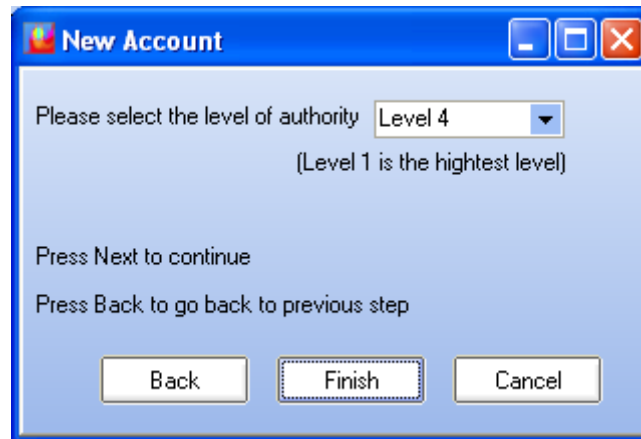 New Account
Please select the level of authority Level 4
(Level 1 is the hightest level)
Press Next to continue
Press Back to go back to previous step
Back Finish Cancel